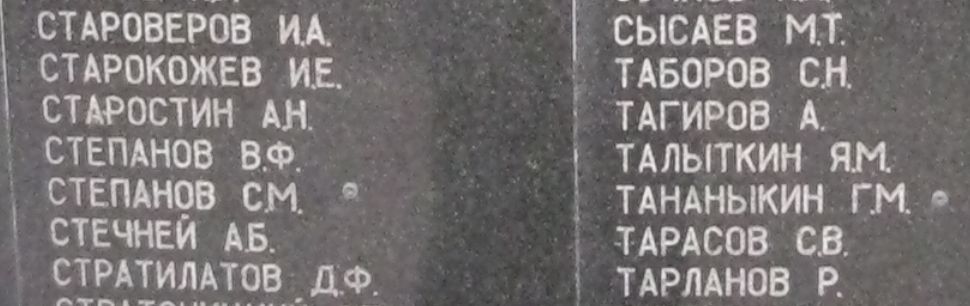 СТАРОВЕРОВ И.А.
СТАРОКОЖЕВ И.Е.
СТАРОСТИН А.Н.
СТЕПАНОВ В.Ф.
СТЕПАНОВ С.М.
СТЕЧНЕЙ А.Б.
СТРАТИЛАТОВ Д.Ф.
СЫСАЕВ М.Т.
ТАБОРОВ С.Н.
ТАГИРОВ А.
ТАЛЫТКИН Я.М.
ТАНАНЫКИН Г.М.
ТАРАСОВ С.В.
ТАРЛАНОВ Р.